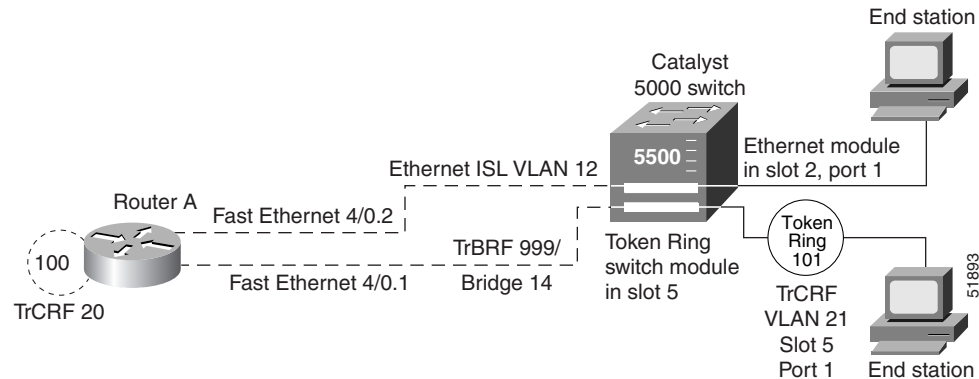 End station
Catalyst
5000 switch
5500
Ethernet module
in slot 2, port 1
Ethernet ISL VLAN 12
Router A
Fast Ethernet 4/0.2
100
TrCRF 20
Fast Ethernet 4/0.1
TrBRF 999/
Bridge 14
Token Ring
switch module
in slot 5
Token
Ring
101
TrCRF
VLAN 21
Slot 5
Port 1
End station
51893